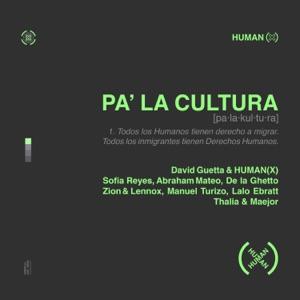 HUMAN(X)
PA' LA CULTURA
[pa·la·kul·tu·ra]
1. Todos los Humanos tienen derecho a migrar.
Todos los inmigrantes tienen Derechos Humanos.
David Guetta & HUMAN(X)
Sofia Reyes, Abraham Mateo, De la Ghetto
Zion & Lennox, Manuel Turizo, Lalo Ebratt
Thalia & Maejor
HUMAN
HUMAN